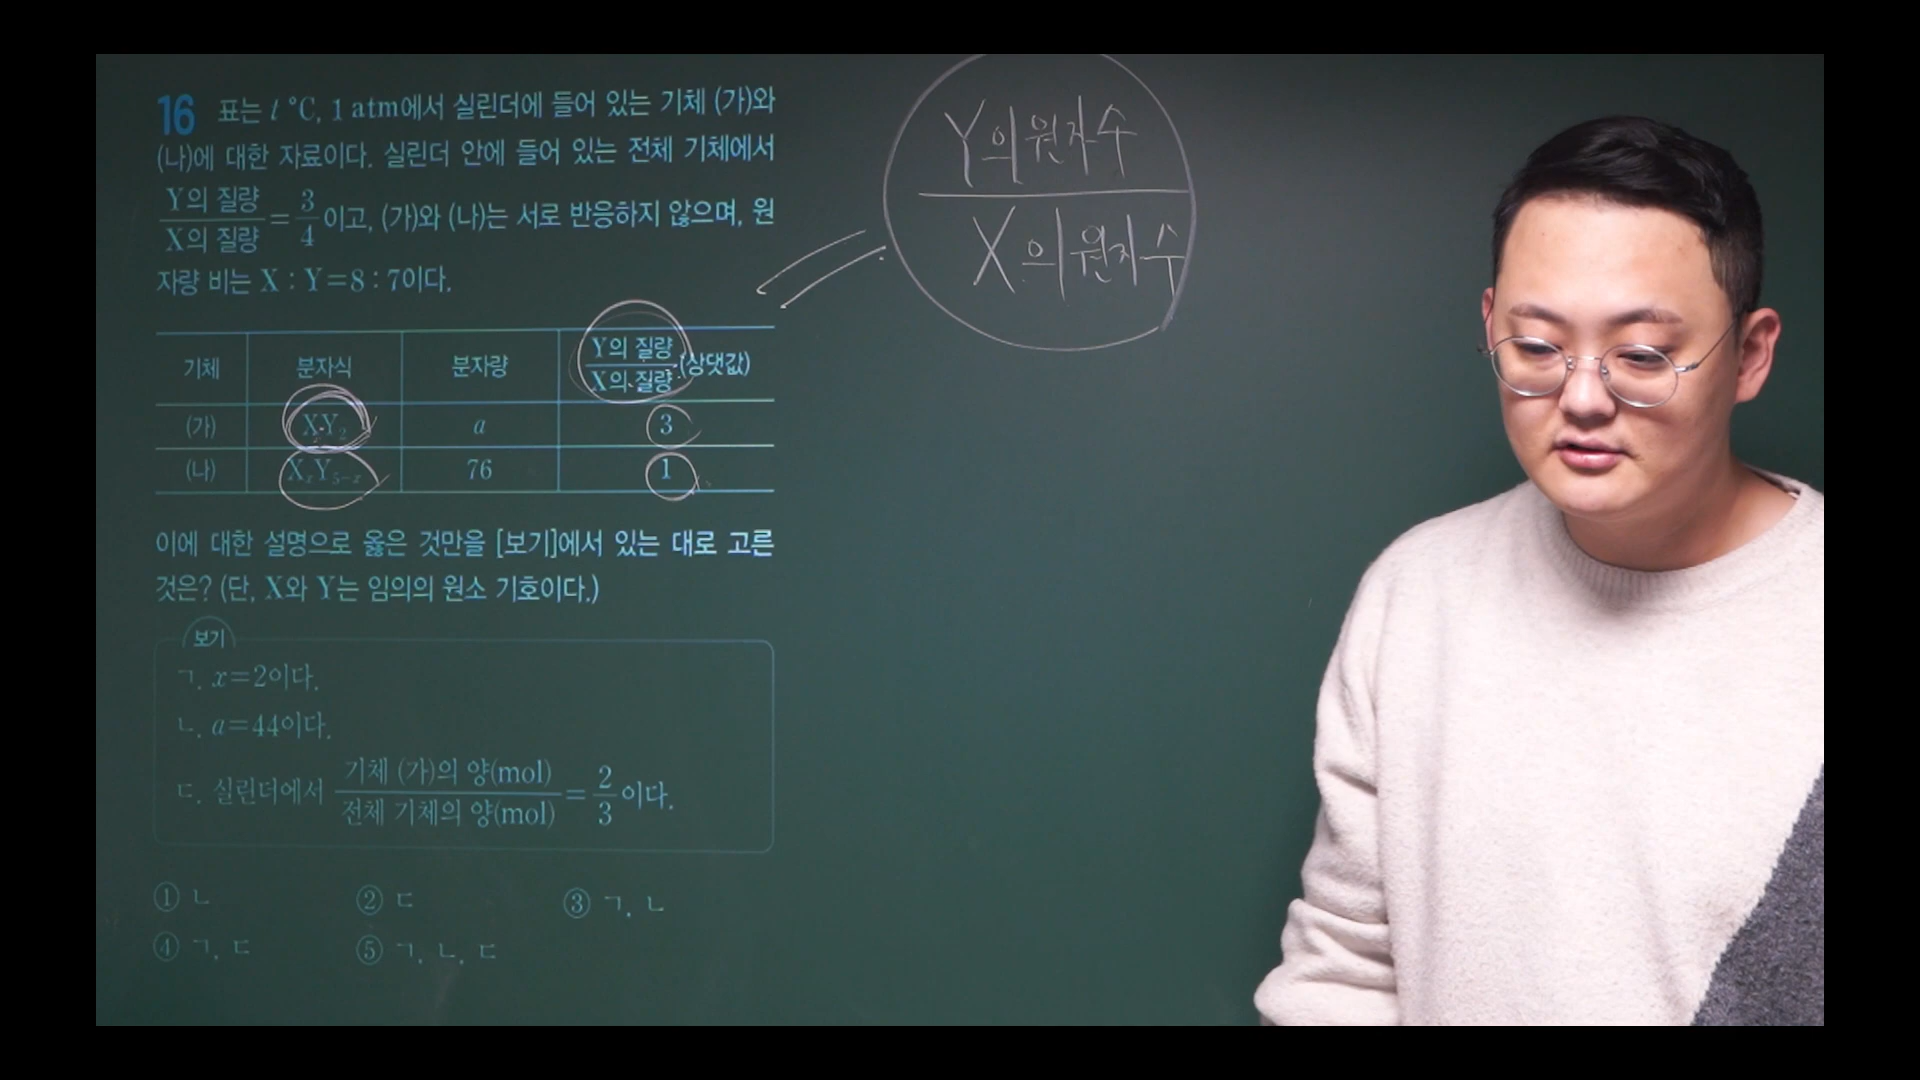 16 표는 t °C, 1 atm에서 실린더에 들어 있는 기체 (가)와
(나)에 대한 자료이다. 실린더 안에 들어 있는 전체 기체에서
Y의 질량/X의 질량 = 3/4 이고, (가)와 (나)는 서로 반응하지 않으며, 원
자량 비는 X : Y=8 : 7이다.
기체 분자식 분자량 Y의 질량/X의 질량 (상댓값)
(가) XY₂ a 3
(나) XₓY₅₋ₓ 76 1
이에 대한 설명으로 옳은 것만을 [보기]에서 있는 대로 고른
것은? (단, X와 Y는 임의의 원소 기호이다.)
보기
ㄱ. x=2이다.
ㄴ. a=44이다.
ㄷ. 실린더에서 기체 (가)의 양(mol)/전체 기체의 양(mol) = 2/3 이다.
① ㄴ ② ㄷ ③ ㄱ, ㄴ
④ ㄱ, ㄷ ⑤ ㄱ, ㄴ, ㄷ
Y의 원자수
X의 원자수